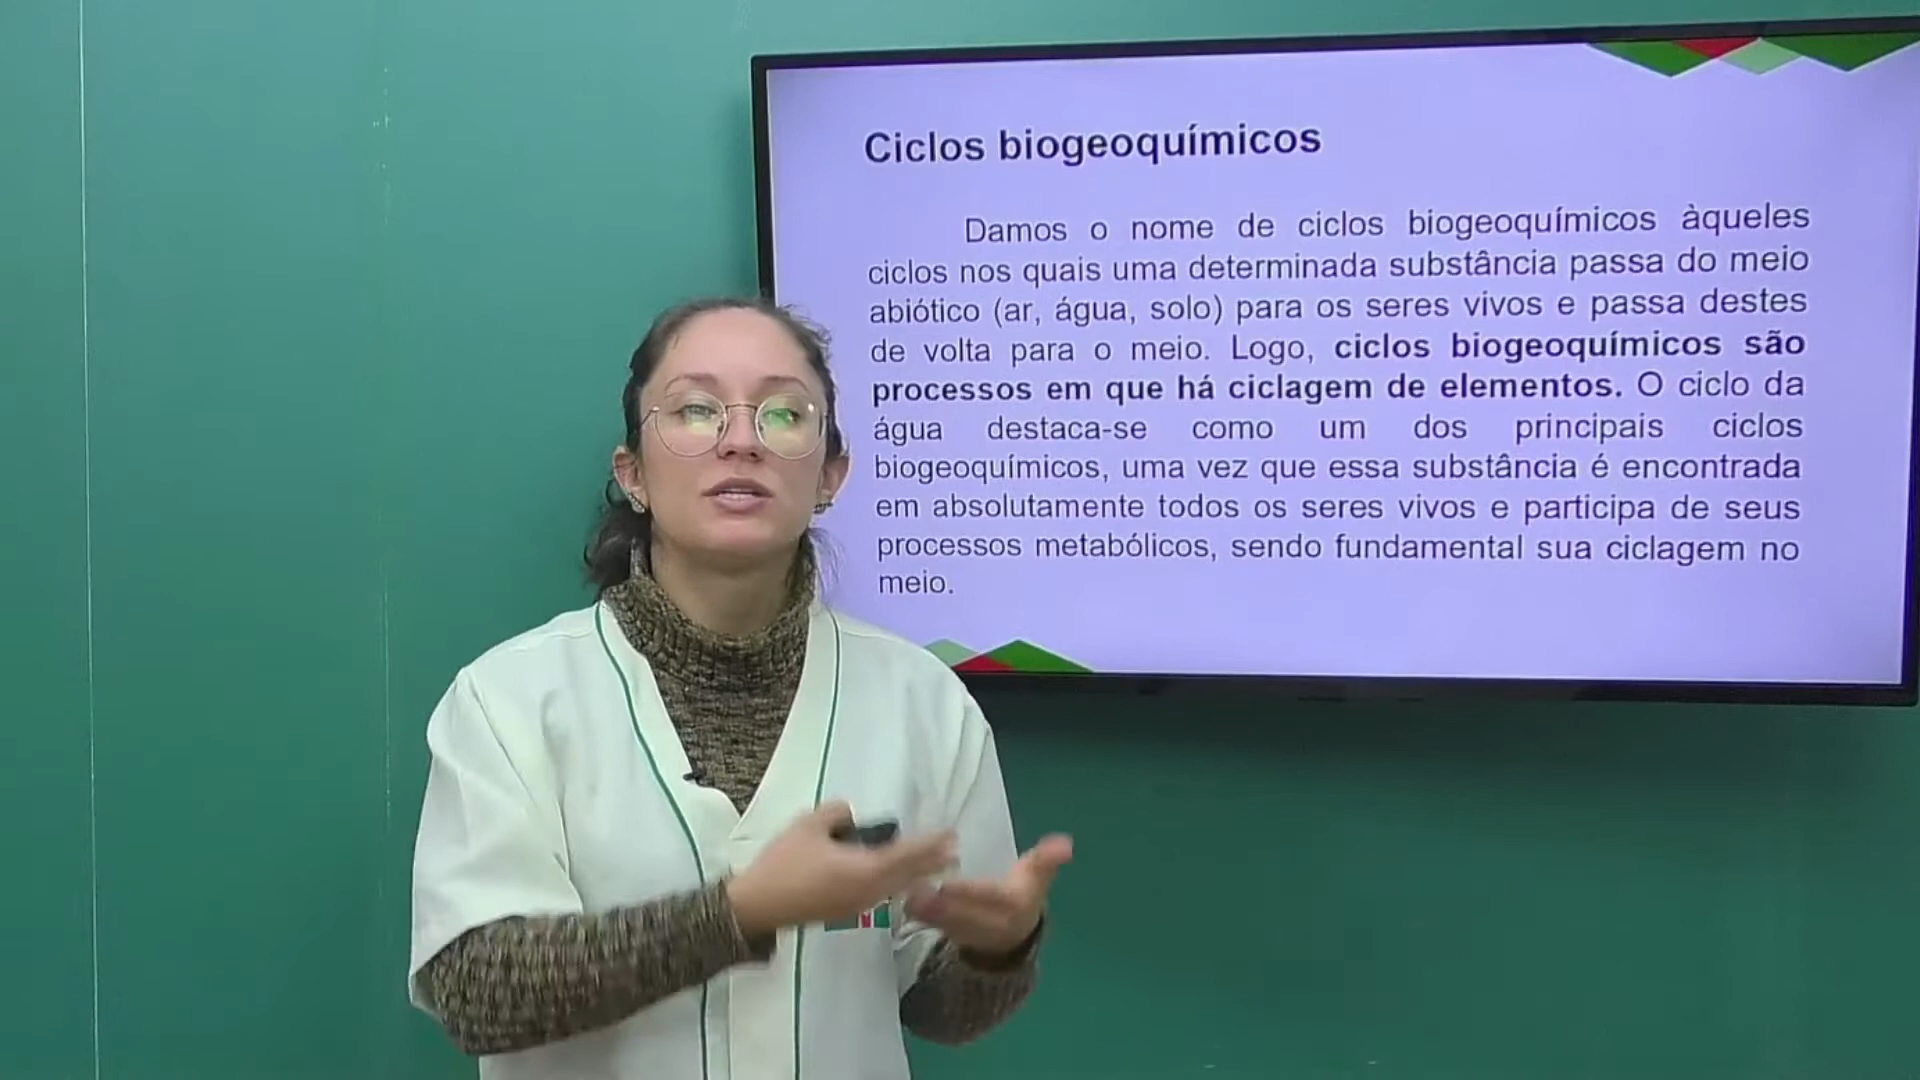 Ciclos biogeoquímicos
Damos o nome de ciclos biogeoquímicos àqueles
ciclos nos quais uma determinada substância passa do meio
abiótico (ar, água, solo) para os seres vivos e passa destes
de volta para o meio. Logo, ciclos biogeoquímicos são
processos em que há ciclagem de elementos. O ciclo da
água destaca-se como um dos principais ciclos
biogeoquímicos, uma vez que essa substância é encontrada
em absolutamente todos os seres vivos e participa de seus
processos metabólicos, sendo fundamental sua ciclagem no
meio.